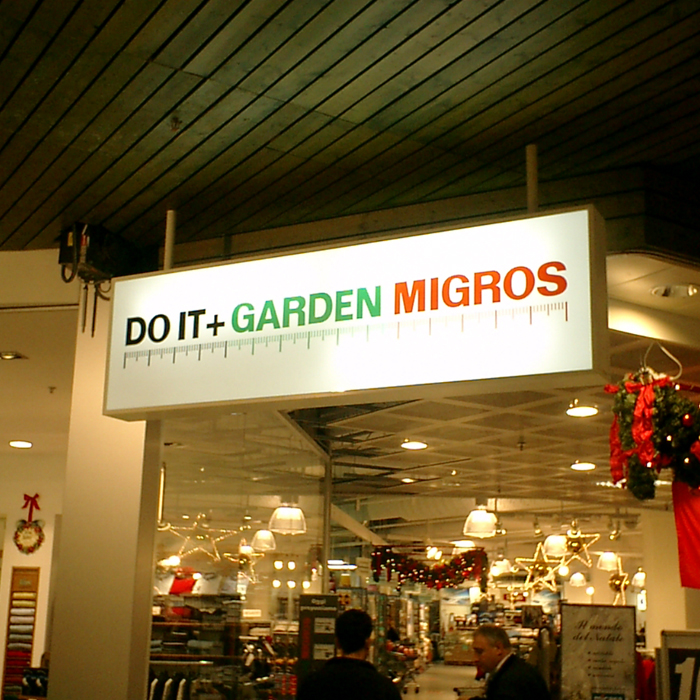 DO IT+ GARDEN MIGROS
Il mondo
del Natale
1